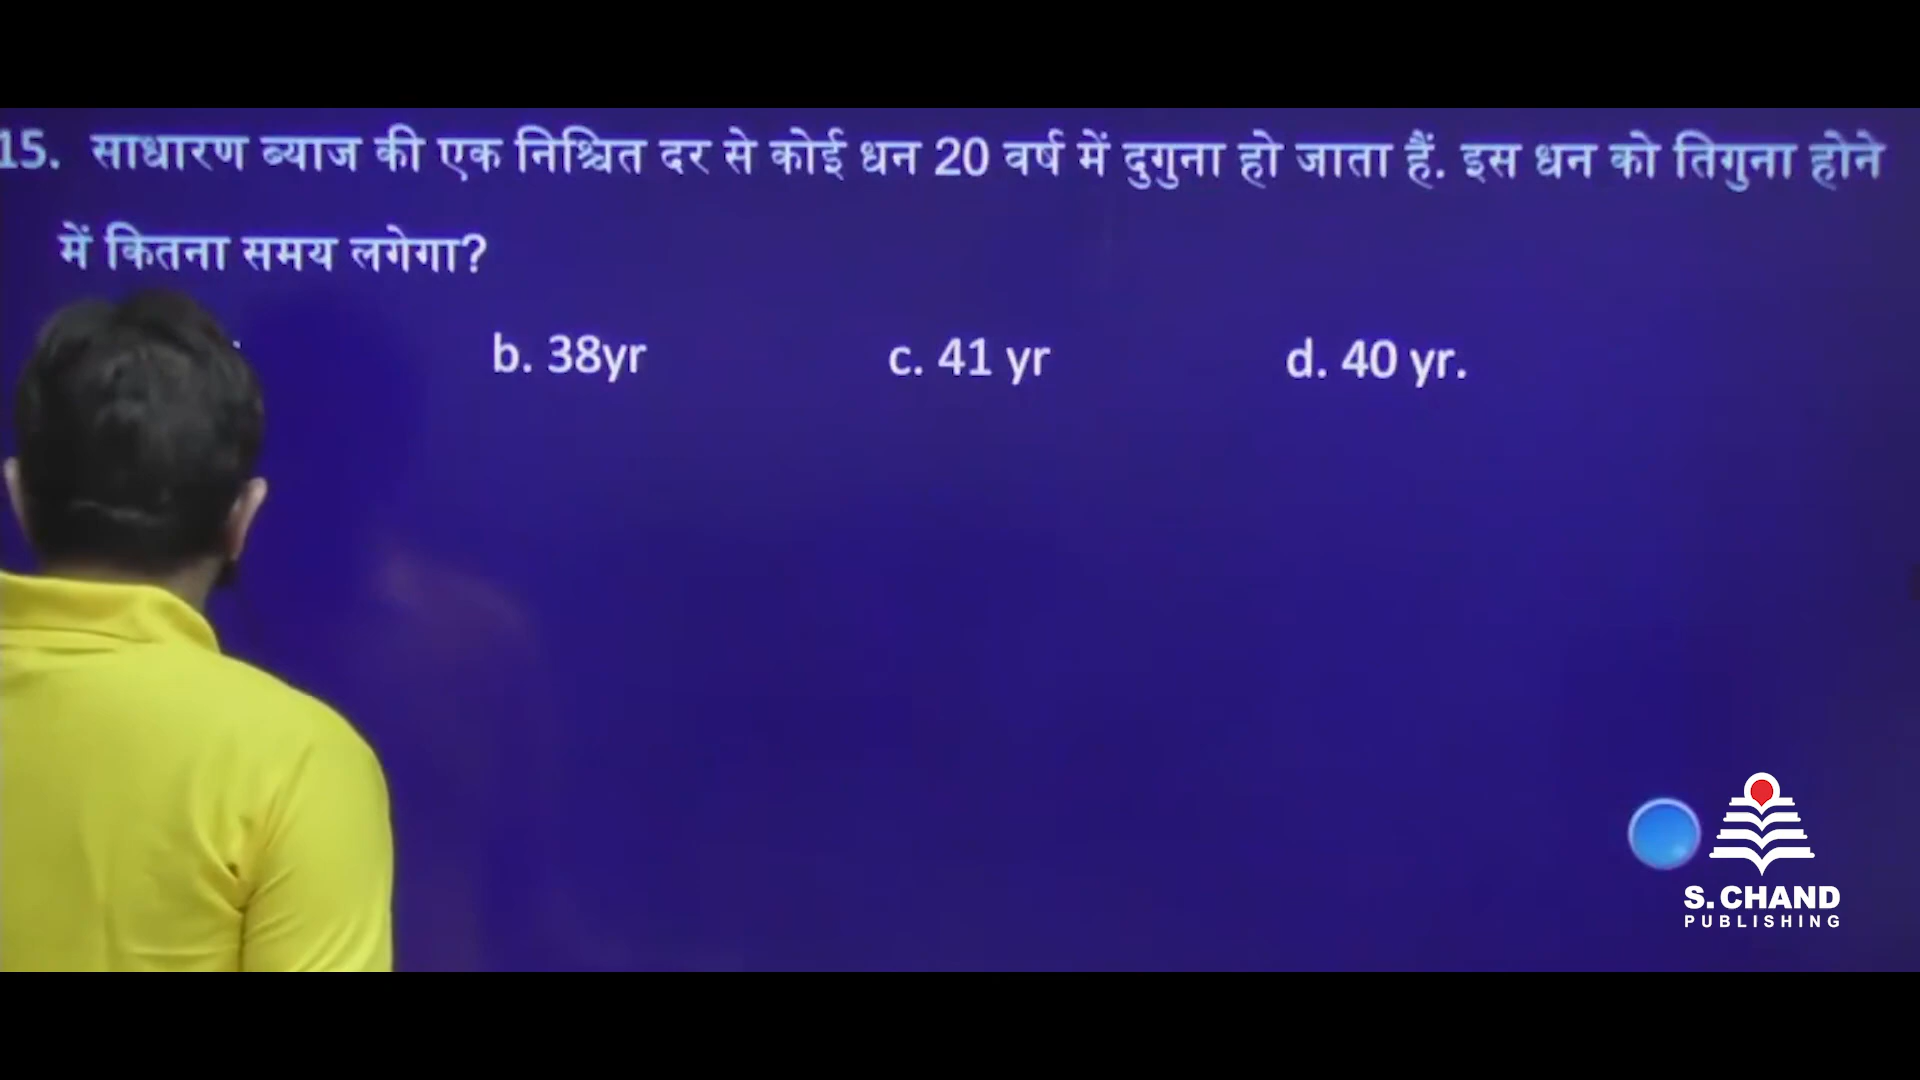 15. साधारण ब्याज की एक निश्चित दर से कोई धन 20 वर्ष में दुगुना हो जाता हैं. इस धन को तिगुना होने
में कितना समय लगेगा?
b. 38yr c. 41 yr d. 40 yr.
S. CHAND
PUBLISHING